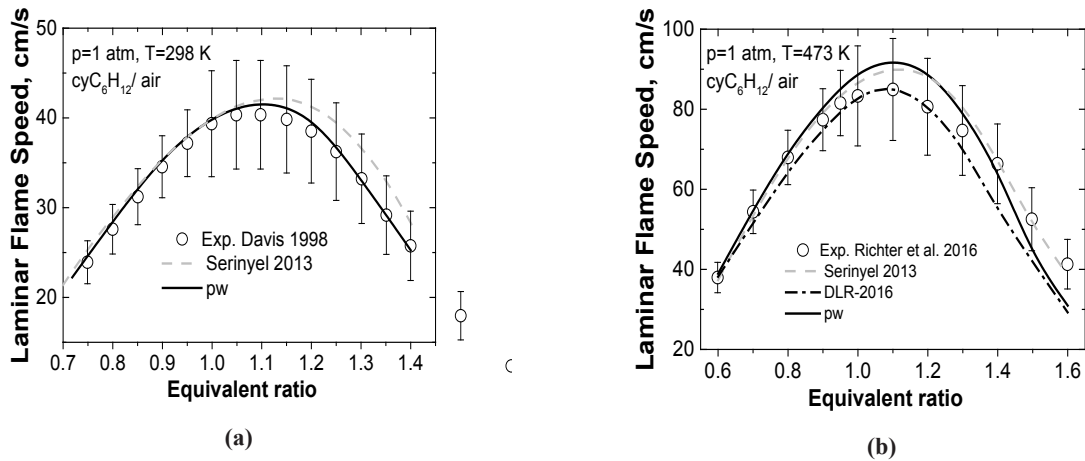 50
40
30
20
Laminar Flame Speed, cm/s
p=1 atm, T=298 K
cyC6H12/ air
Exp. Davis 1998
Serinyel 2013
pw
0.7 0.8 0.9 1.0 1.1 1.2 1.3 1.4
Equivalent ratio
(a)
100
80
60
40
20
Laminar Flame Speed, cm/s
p=1 atm, T=473 K
cyC6H12/ air
Exp. Richter et al. 2016
Serinyel 2013
DLR-2016
pw
0.6 0.8 1.0 1.2 1.4 1.6
Equivalent ratio
(b)